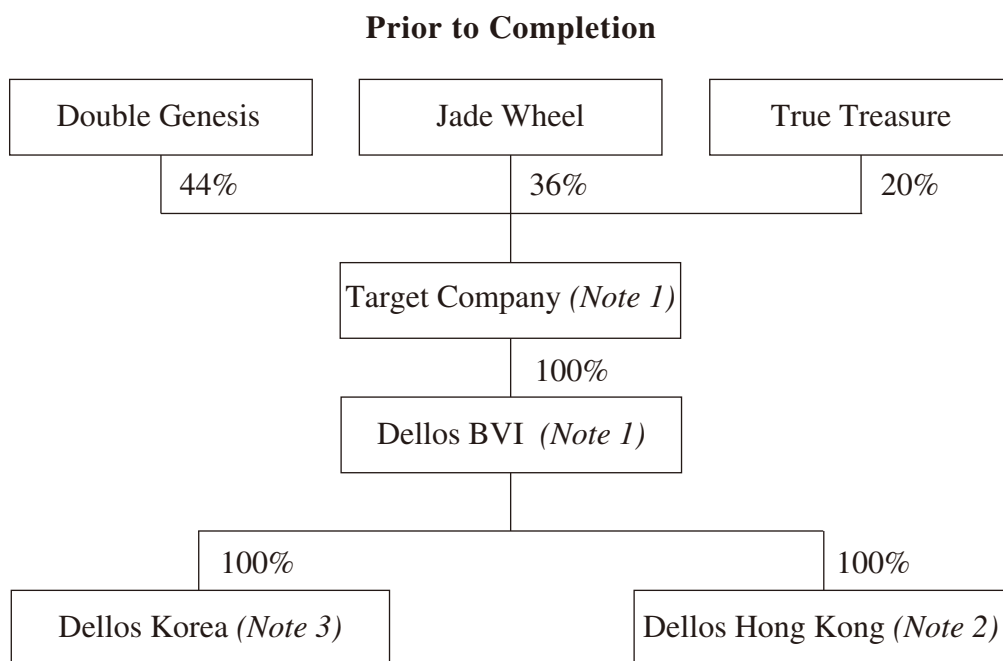 Prior to Completion
Double Genesis
Jade Wheel
True Treasure
44%
36%
20%
Target Company (Note 1)
100%
Dellos BVI (Note 1)
100%
100%
Dellos Korea (Note 3)
Dellos Hong Kong (Note 2)